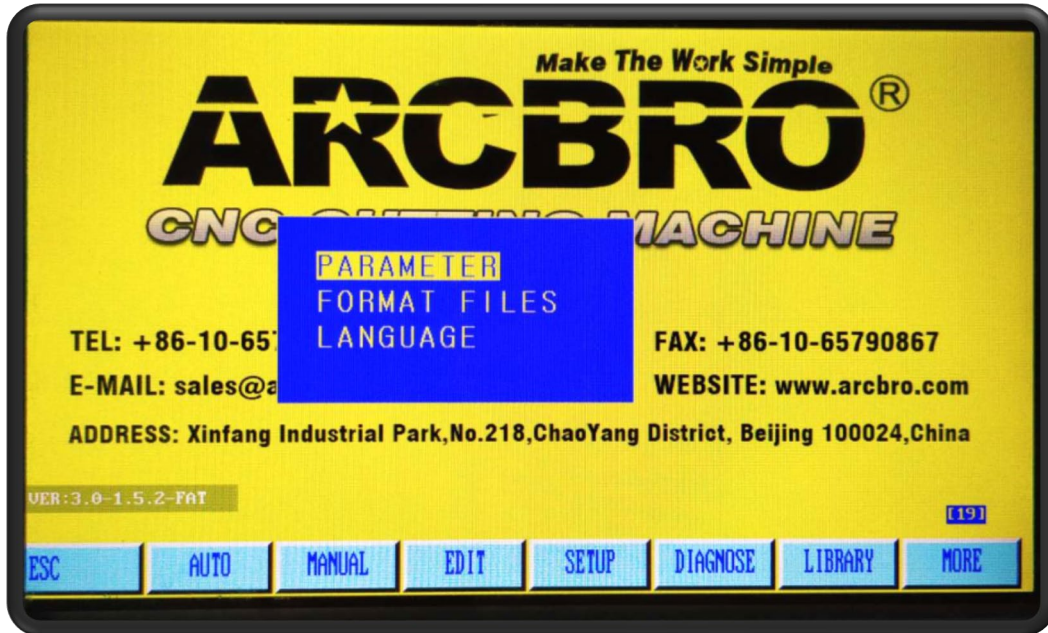 Make The Work Simple
ARCBRO®
CNC MACHINE
PARAMETER
FORMAT FILES
LANGUAGE
TEL: +86-10-65 FAX: +86-10-65790867
E-MAIL: sales@a WEBSITE: www.arcbro.com
ADDRESS: Xinfang Industrial Park,No.218,ChaoYang District, Beijing 100024,China
VER:3.0-1.5.2-FAT
[19]
ESC AUTO MANUAL EDIT SETUP DIAGNOSE LIBRARY MORE